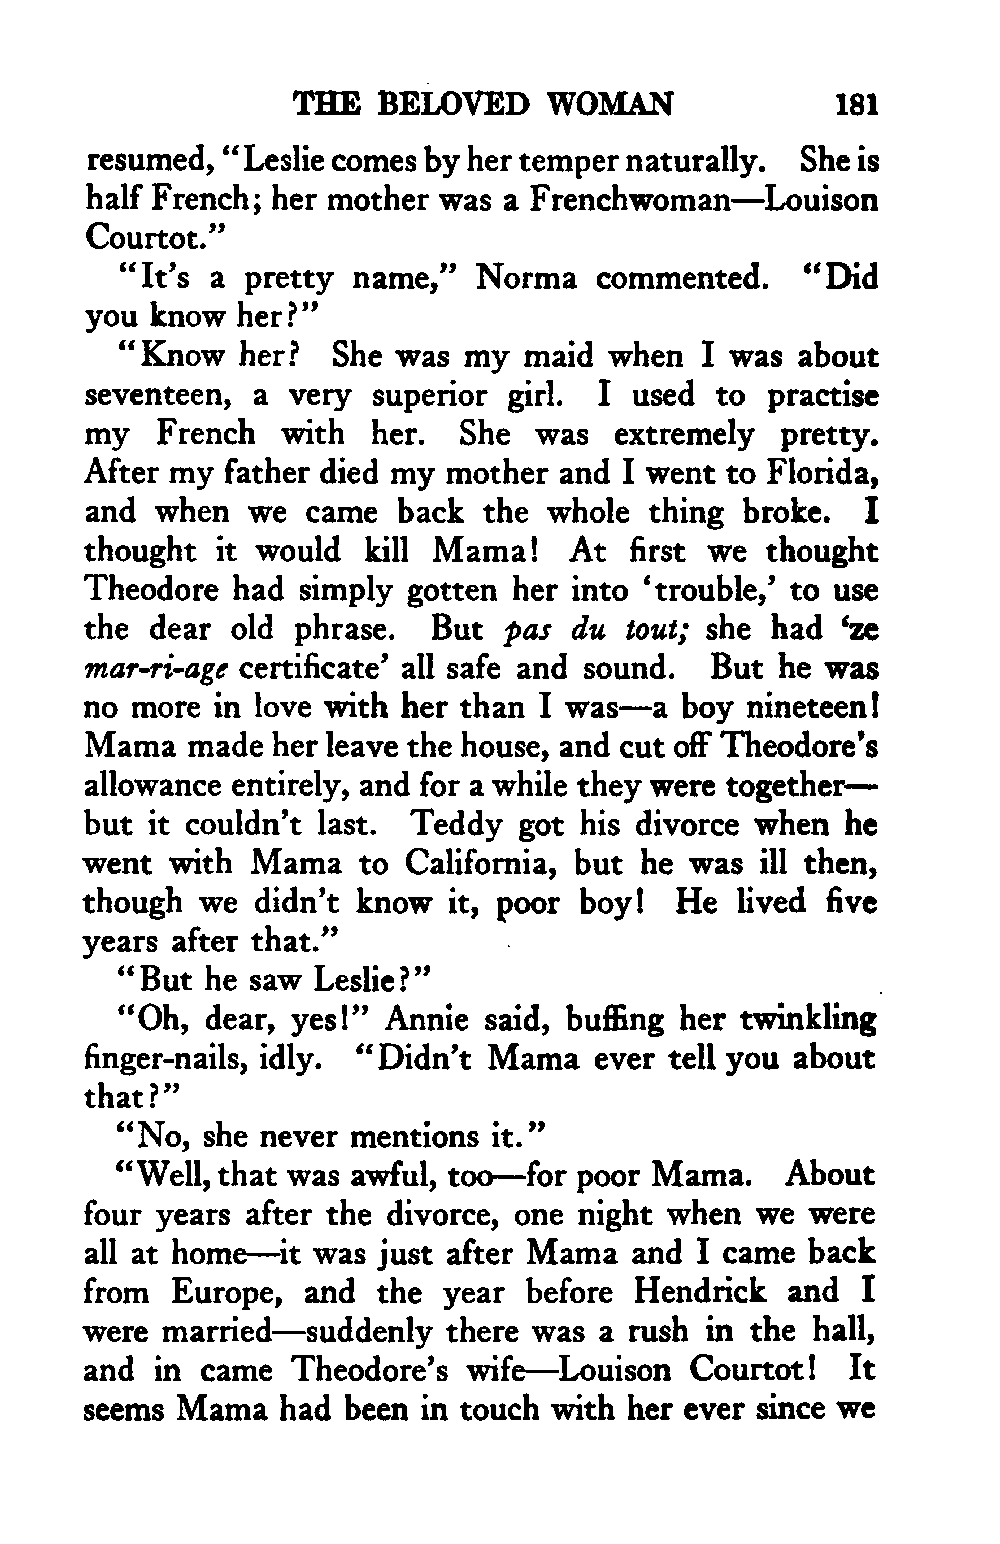 THE BELOVED WOMAN 181
resumed, "Leslie comes by her temper naturally. She is
half French; her mother was a Frenchwoman—Louison
Courtot."
"It's a pretty name," Norma commented. "Did
you know her?"
"Know her? She was my maid when I was about
seventeen, a very superior girl. I used to practise
my French with her. She was extremely pretty.
After my father died my mother and I went to Florida,
and when we came back the whole thing broke. I
thought it would kill Mama! At first we thought
Theodore had simply gotten her into 'trouble,' to use
the dear old phrase. But pas du tout; she had 'ze
mar-ri-age certificate' all safe and sound. But he was
no more in love with her than I was—a boy nineteen!
Mama made her leave the house, and cut off Theodore's
allowance entirely, and for a while they were together—
but it couldn't last. Teddy got his divorce when he
went with Mama to California, but he was ill then,
though we didn't know it, poor boy! He lived five
years after that."
"But he saw Leslie?"
"Oh, dear, yes!" Annie said, buffing her twinkling
finger-nails, idly. "Didn't Mama ever tell you about
that?"
"No, she never mentions it."
"Well, that was awful, too—for poor Mama. About
four years after the divorce, one night when we were
all at home—it was just after Mama and I came back
from Europe, and the year before Hendrick and I
were married—suddenly there was a rush in the hall,
and in came Theodore's wife—Louison Courtot! It
seems Mama had been in touch with her ever since we